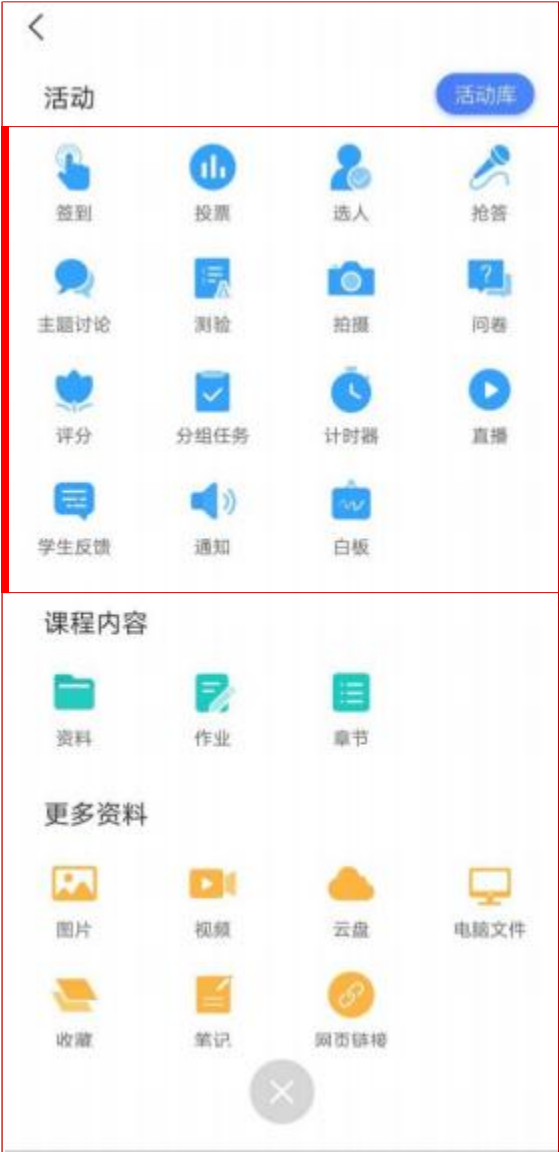 活动 活动库
签到 投票 选人 抢答
主题讨论 测验 拍摄 问卷
评分 分组任务 计时器 直播
学生反馈 通知 白板
课程内容
资料 作业 章节
更多资料
图片 视频 云盘 电脑文件
收藏 笔记 网页链接